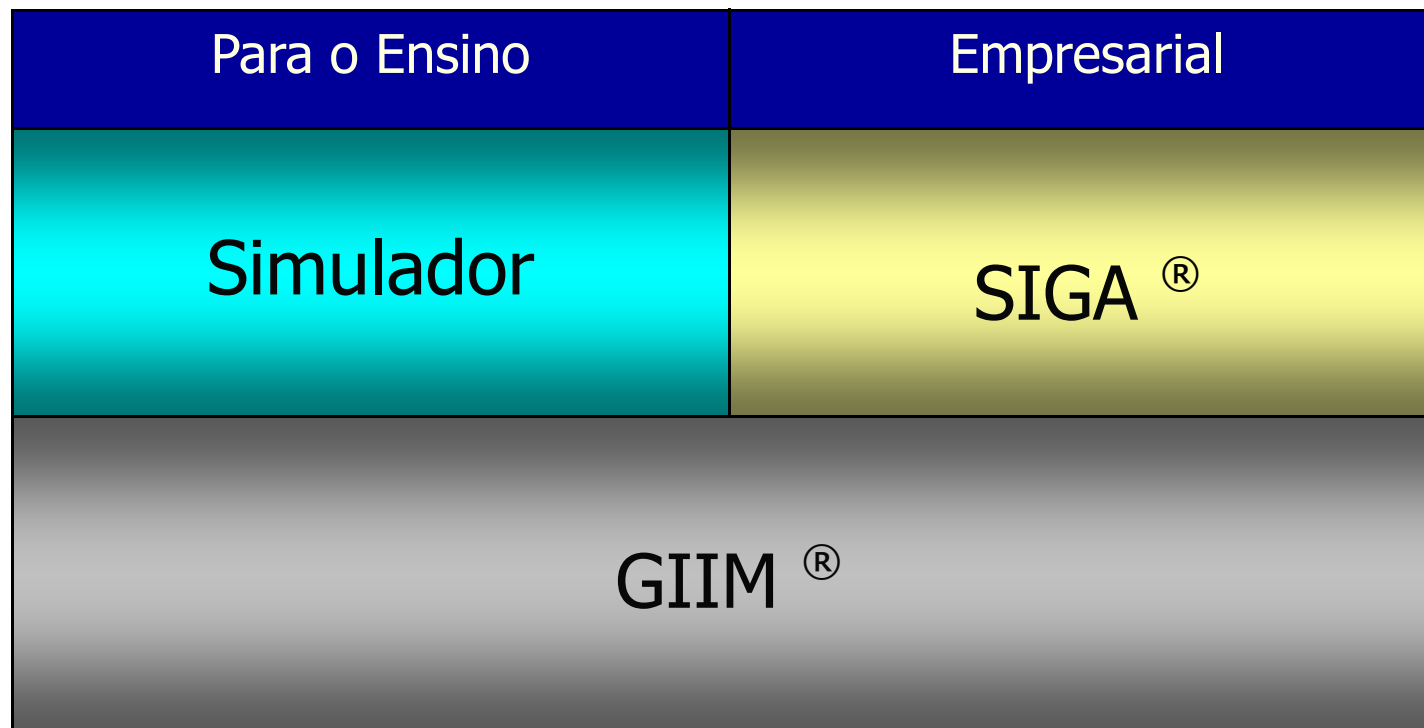 Para o Ensino
Empresarial
Simulador
SIGA ®
GIIM ®